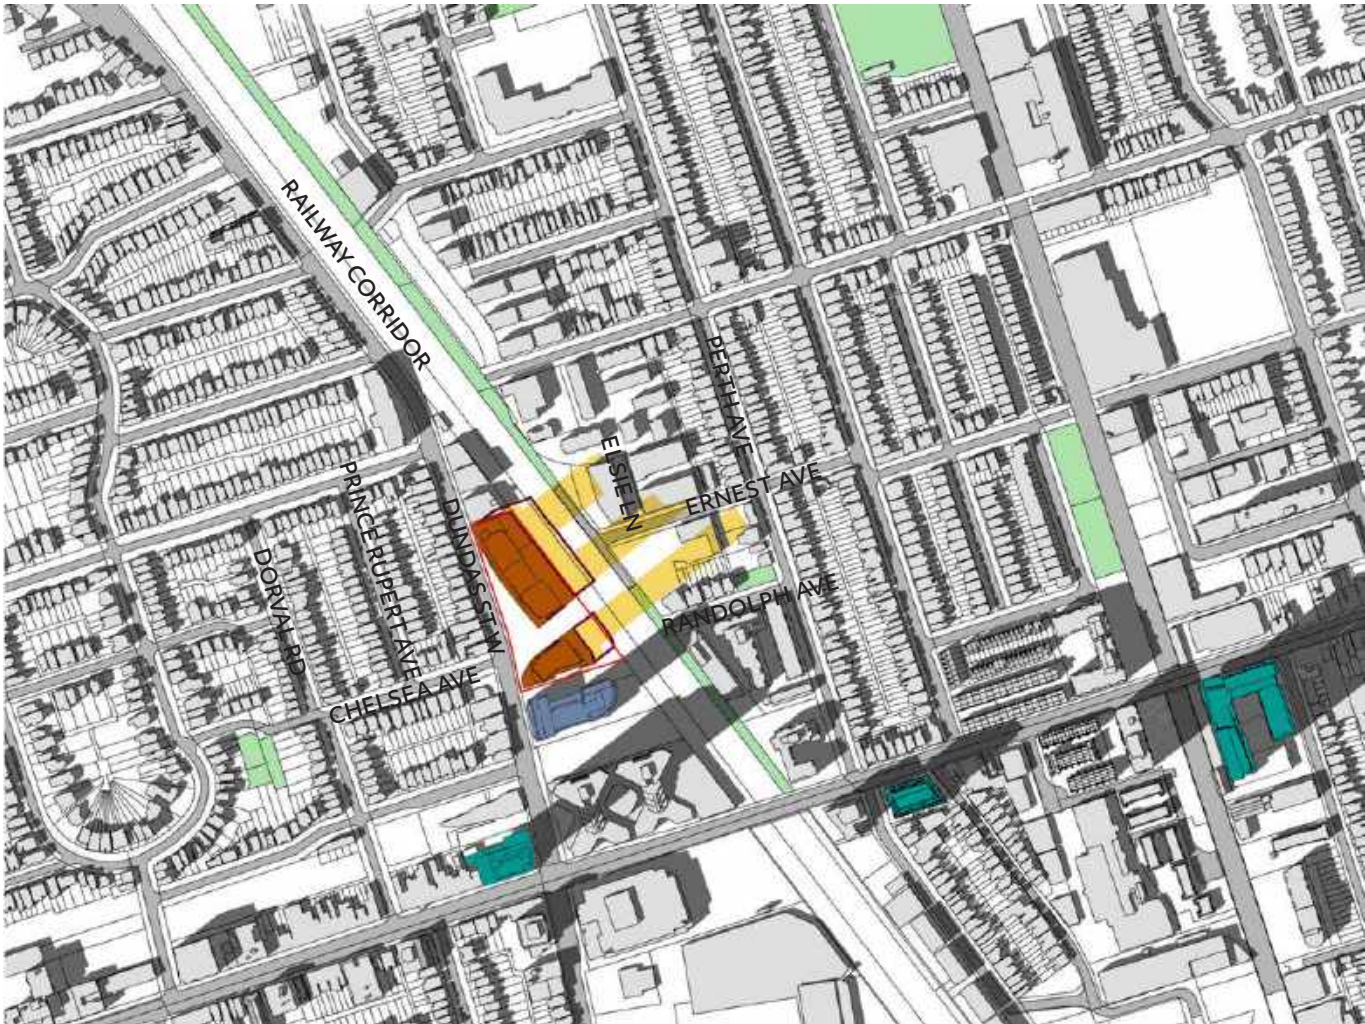 RAILWAY CORRIDOR
PERTH AVE
ELSIE LN
ERNEST AVE
PRINCE RUPERT AVE
DUNDAS ST W
DORVAL RD
RANDOLPH AVE
CHELSEA AVE